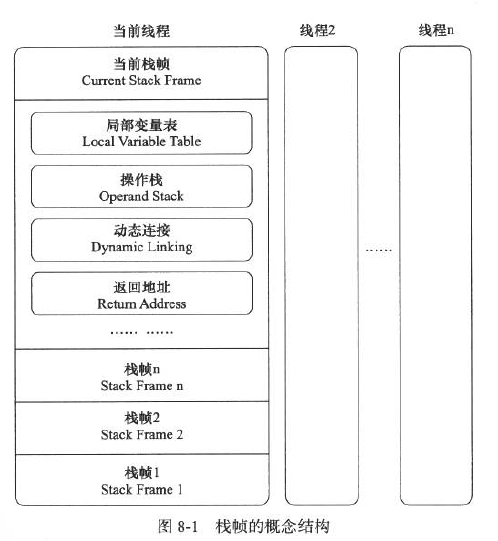 当前线程
线程2
线程n
当前栈帧
Current Stack Frame
局部变量表
Local Variable Table
操作栈
Operand Stack
动态连接
Dynamic Linking
返回地址
Return Address
…… ……
……
栈帧n
Stack Frame n
栈帧2
Stack Frame 2
栈帧1
Stack Frame 1
图 8-1 栈帧的概念结构